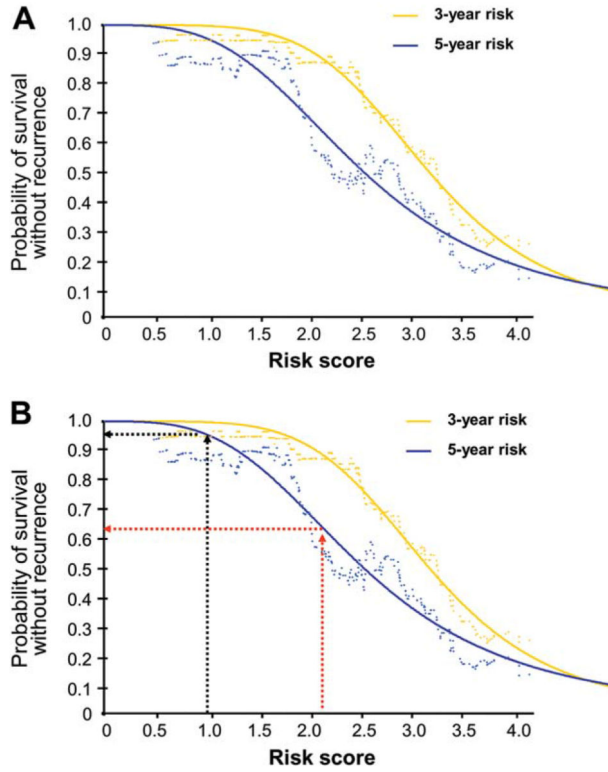 A
3-year risk
5-year risk
Probability of survival
without recurrence
1.0
0.9
0.8
0.7
0.6
0.5
0.4
0.3
0.2
0.1
0
0 0.5 1.0 1.5 2.0 2.5 3.0 3.5 4.0
Risk score
B
3-year risk
5-year risk
Probability of survival
without recurrence
1.0
0.9
0.8
0.7
0.6
0.5
0.4
0.3
0.2
0.1
0
0 0.5 1.0 1.5 2.0 2.5 3.0 3.5 4.0
Risk score